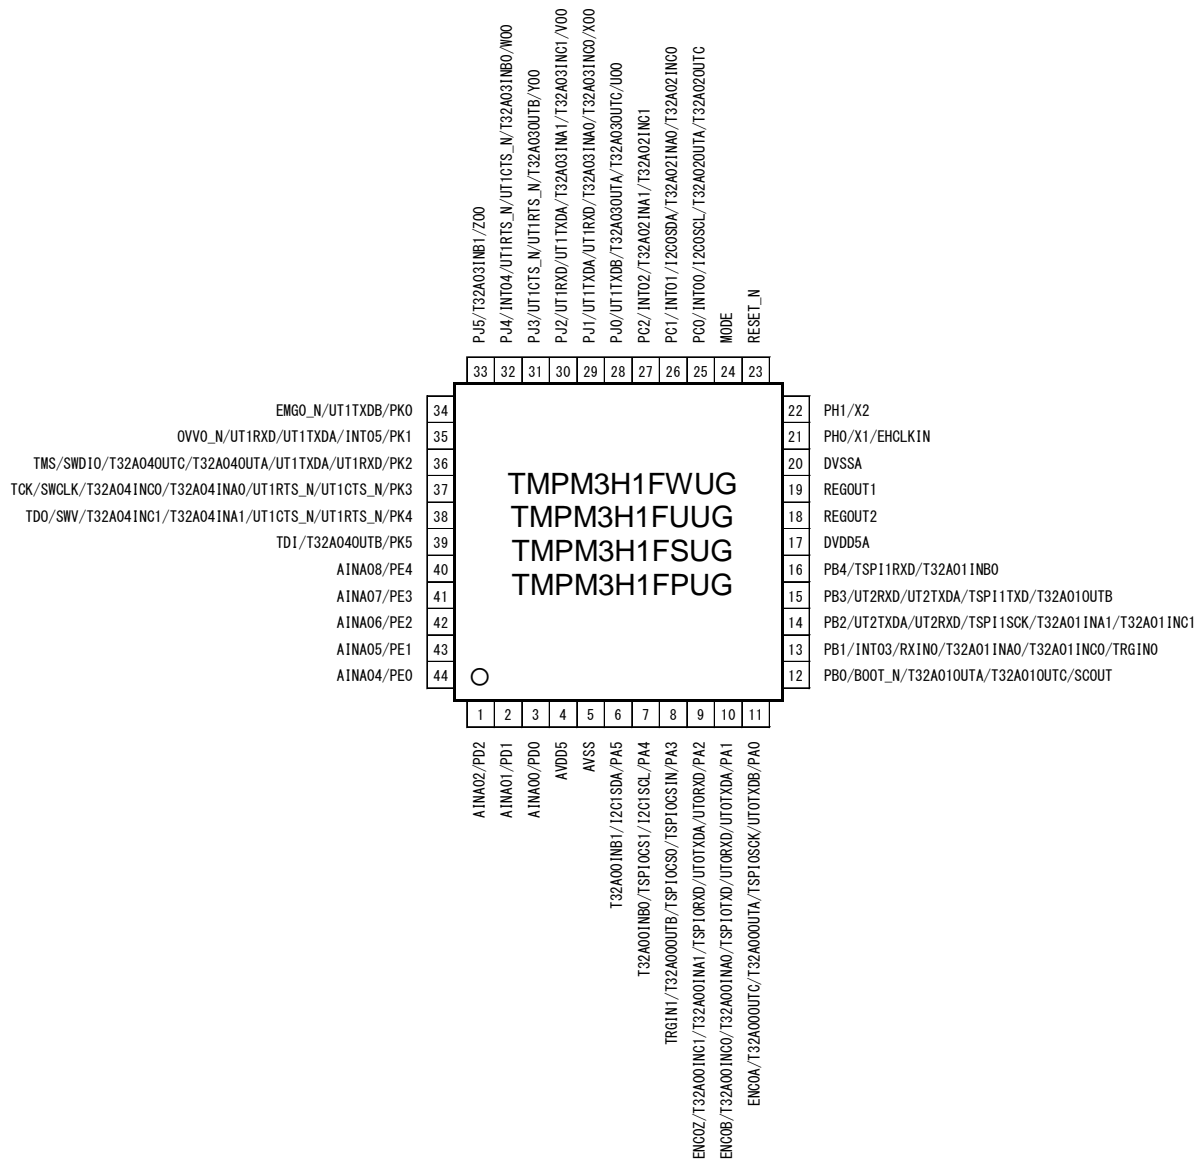 PJ5/T32A03INB1/ZO0
PJ4/INT04/UT1RTS_N/UT1CTS_N/T32A03INB0/WO0
PJ3/UT1CTS_N/UT1RTS_N/T32A03OUTB/YO0
PJ2/UT1RXD/UT1TXDA/T32A03INA1/T32A03INC1/VO0
PJ1/UT1TXDA/UT1RXD/T32A03INA0/T32A03INC0/XO0
PJ0/UT1TXDB/T32A03OUTA/T32A03OUTC/UO0
PC2/INT02/T32A02INA1/T32A02INC1
PC1/INT01/I2C0SDA/T32A02INA0/T32A02INC0
PC0/INT00/I2C0SCL/T32A02OUTA/T32A02OUTC
MODE
RESET_N
33 32 31 30 29 28 27 26 25 24 23
EMG0_N/UT1TXDB/PK0 34
OVV0_N/UT1RXD/UT1TXDA/INT05/PK1 35
TMS/SWDIO/T32A04OUTC/T32A04OUTA/UT1TXDA/UT1RXD/PK2 36
TCK/SWCLK/T32A04INC0/T32A04INA0/UT1RTS_N/UT1CTS_N/PK3 37
TDO/SWV/T32A04INC1/T32A04INA1/UT1CTS_N/UT1RTS_N/PK4 38
TDI/T32A04OUTB/PK5 39
AINA08/PE4 40
AINA07/PE3 41
AINA06/PE2 42
AINA05/PE1 43
AINA04/PE0 44
TMPM3H1FWUG
TMPM3H1FUUG
TMPM3H1FSUG
TMPM3H1FPUG
22 PH1/X2
21 PH0/X1/EHCLKIN
20 DVSSA
19 REGOUT1
18 REGOUT2
17 DVDD5A
16 PB4/TSPI1RXD/T32A01INB0
15 PB3/UT2RXD/UT2TXDA/TSPI1TXD/T32A01OUTB
14 PB2/UT2TXDA/UT2RXD/TSPI1SCK/T32A01INA1/T32A01INC1
13 PB1/INT03/RXIN0/T32A01INA0/T32A01INC0/TRGIN0
12 PB0/BOOT_N/T32A01OUTA/T32A01OUTC/SCOUT
1 2 3 4 5 6 7 8 9 10 11
AINA02/PD2
AINA01/PD1
AINA00/PD0
AVDD5
AVSS
T32A00INB1/I2C1SDA/PA5
T32A00INB0/TSPI0CS1/I2C1SCL/PA4
TRGIN1/T32A00OUTB/TSPI0CS0/TSPI0CSIN/PA3
ENC0Z/T32A00INC1/T32A00INA1/TSPI0RXD/UT0TXDA/UT0RXD/PA2
ENC0B/T32A00INC0/T32A00INA0/TSPI0TXD/UT0RXD/UT0TXDA/PA1
ENC0A/T32A00OUTC/T32A00OUTA/TSPI0SCK/UT0TXDB/PA0